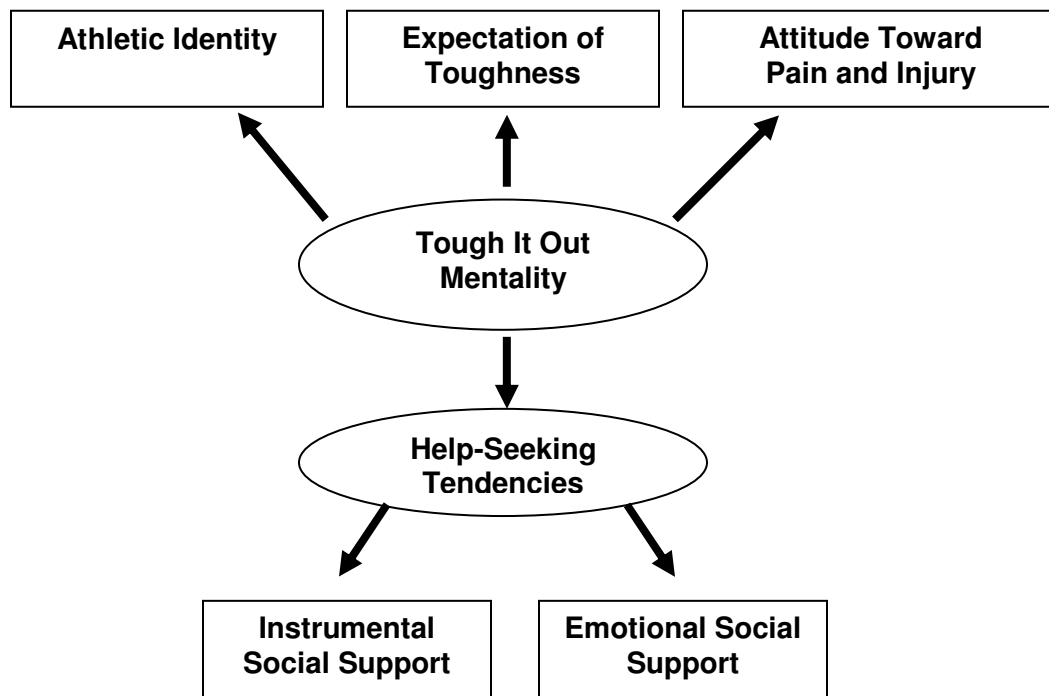 Athletic Identity
Expectation of
Toughness
Attitude Toward
Pain and Injury
Tough It Out
Mentality
Help-Seeking
Tendencies
Instrumental
Social Support
Emotional Social
Support